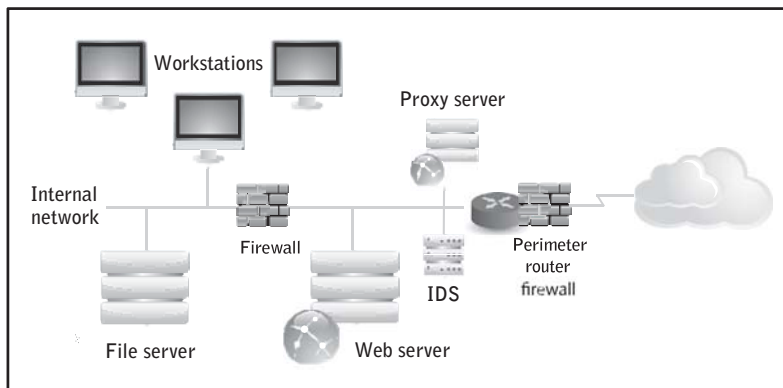 Workstations
Proxy server
Internal
network
Firewall
Perimeter
router
firewall
IDS
File server
Web server